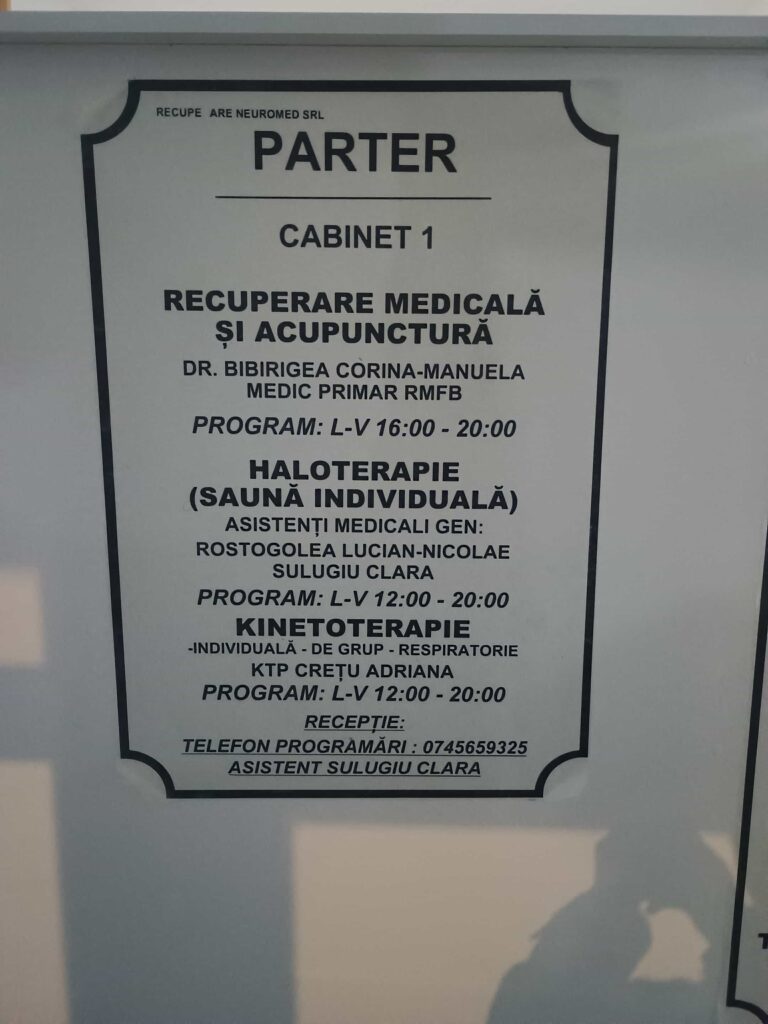 RECUPE ARE NEUROMED SRL
PARTER
CABINET 1
RECUPERARE MEDICALĂ
ȘI ACUPUNCTURĂ
DR. BIBIRIGEA CORINA-MANUELA
MEDIC PRIMAR RMFB
PROGRAM: L-V 16:00 - 20:00
HALOTERAPIE
(SAUNĂ INDIVIDUALĂ)
ASISTENȚI MEDICALI GEN:
ROSTOGOLEA LUCIAN-NICOLAE
SULUGIU CLARA
PROGRAM: L-V 12:00 - 20:00
KINETOTERAPIE
-INDIVIDUALĂ - DE GRUP - RESPIRATORIE
KTP CREȚU ADRIANA
PROGRAM: L-V 12:00 - 20:00
RECEPȚIE:
TELEFON PROGRAMĂRI : 0745659325
ASISTENT SULUGIU CLARA